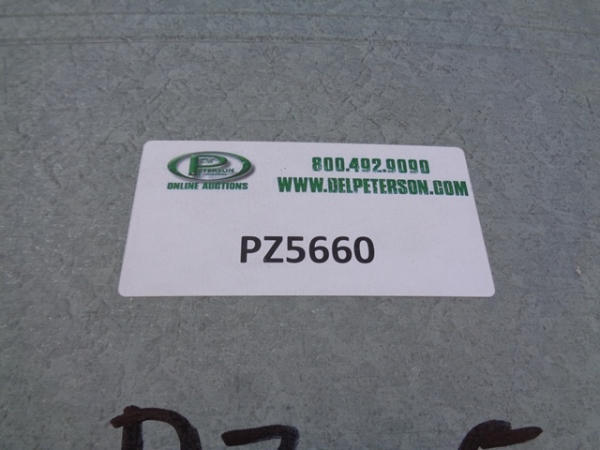 PETERSON
ONLINE AUCTIONS
800.492.9090
WWW.DELPETERSON.COM
PZ5660